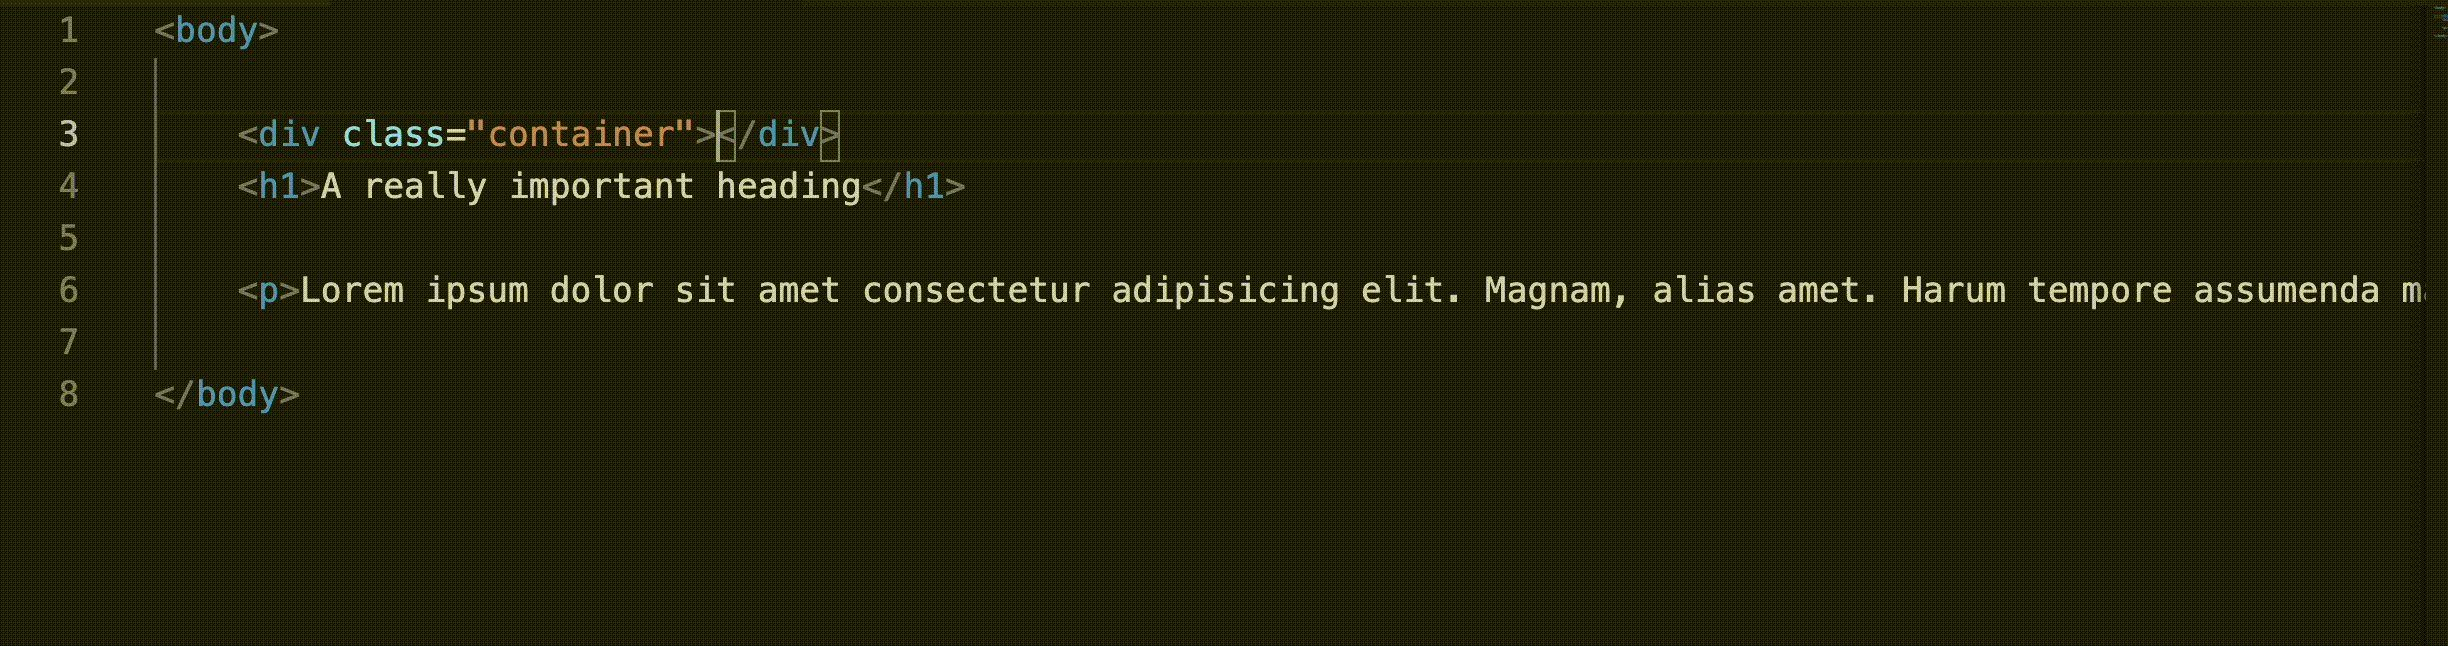 1 <body>
2
3 <div class="container"></div>
4 <h1>A really important heading</h1>
5
6 <p>Lorem ipsum dolor sit amet consectetur adipisicing elit. Magnam, alias amet. Harum tempore assumenda
7
8 </body>